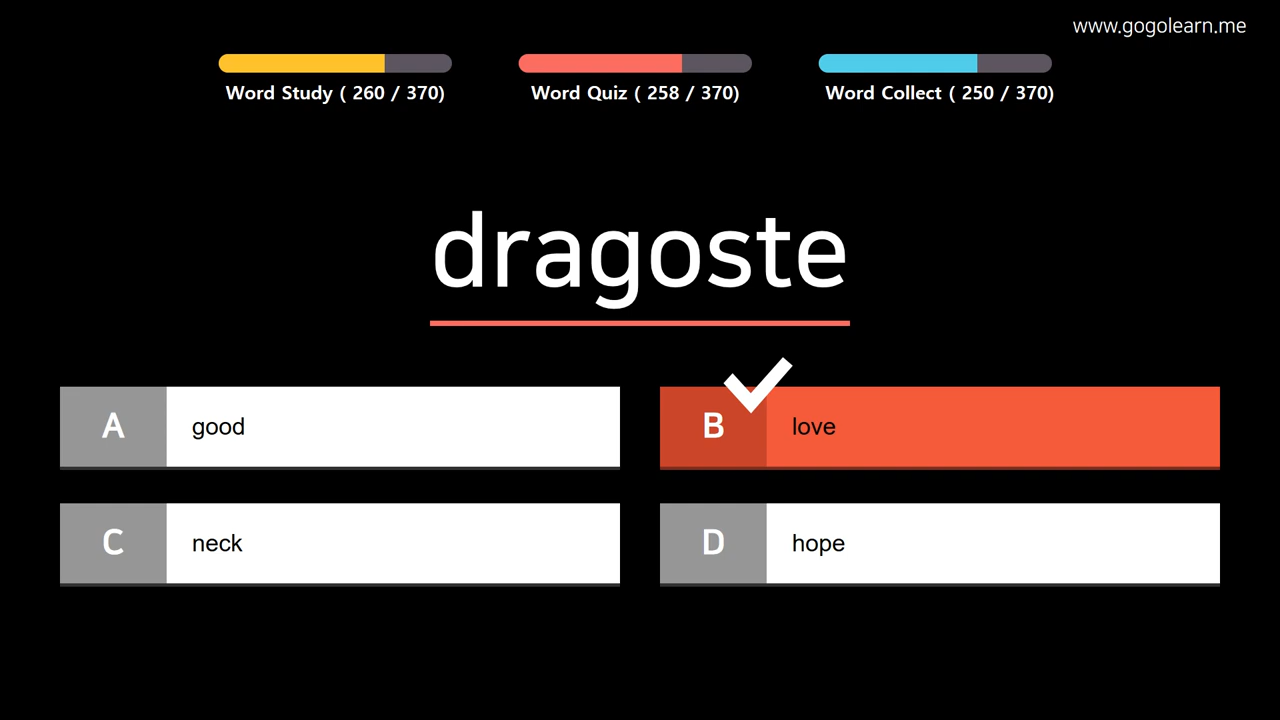 www.gogolearn.me
Word Study ( 260 / 370)
Word Quiz ( 258 / 370)
Word Collect ( 250 / 370)
dragoste
A good
B love
C neck
D hope